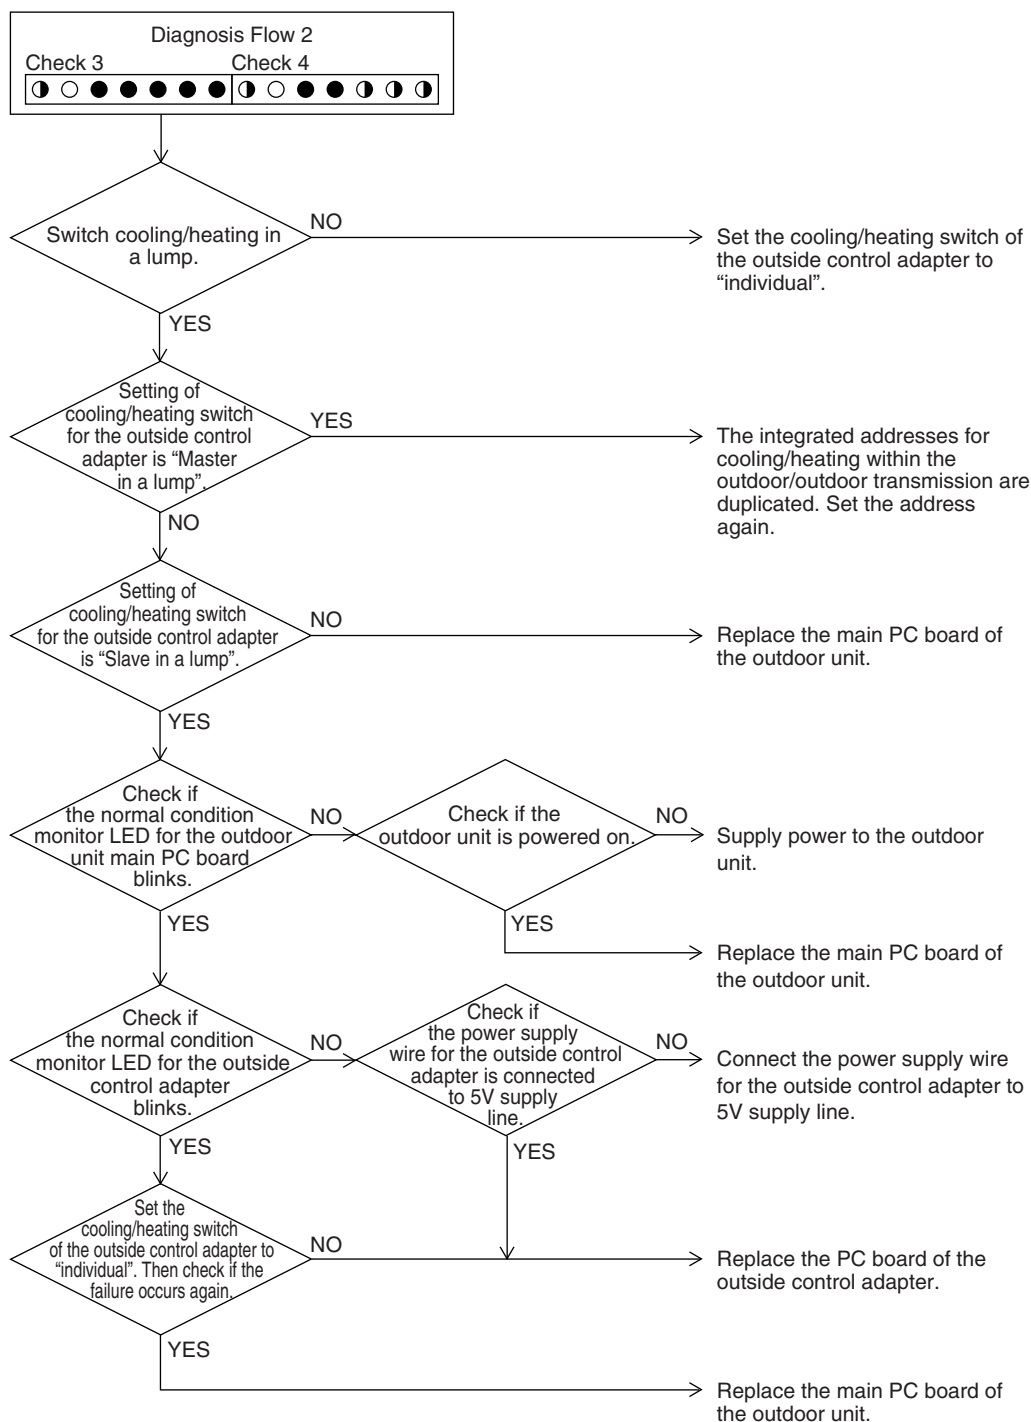 Diagnosis Flow 2
Check 3
Check 4
Switch cooling/heating in
a lump.
NO
Set the cooling/heating switch of
the outside control adapter to
“individual”.
YES
Setting of
cooling/heating switch
for the outside control
adapter is “Master
in a lump”.
YES
The integrated addresses for
cooling/heating within the
outdoor/outdoor transmission are
duplicated. Set the address
again.
NO
Setting of
cooling/heating switch
for the outside control adapter
is “Slave in a lump”.
NO
Replace the main PC board of
the outdoor unit.
YES
Check if
the normal condition
monitor LED for the outdoor
unit main PC board
blinks.
NO
Check if the
outdoor unit is powered on.
NO
Supply power to the outdoor
unit.
YES
YES
Replace the main PC board of
the outdoor unit.
Check if
the normal condition
monitor LED for the outside
control adapter
blinks.
NO
Check if
the power supply
wire for the outside control
adapter is connected
to 5V supply
line.
NO
Connect the power supply wire
for the outside control adapter to
5V supply line.
YES
YES
Set the
cooling/heating switch
of the outside control adapter to
“individual”. Then check if the
failure occurs again.
NO
Replace the PC board of the
outside control adapter.
YES
Replace the main PC board of
the outdoor unit.